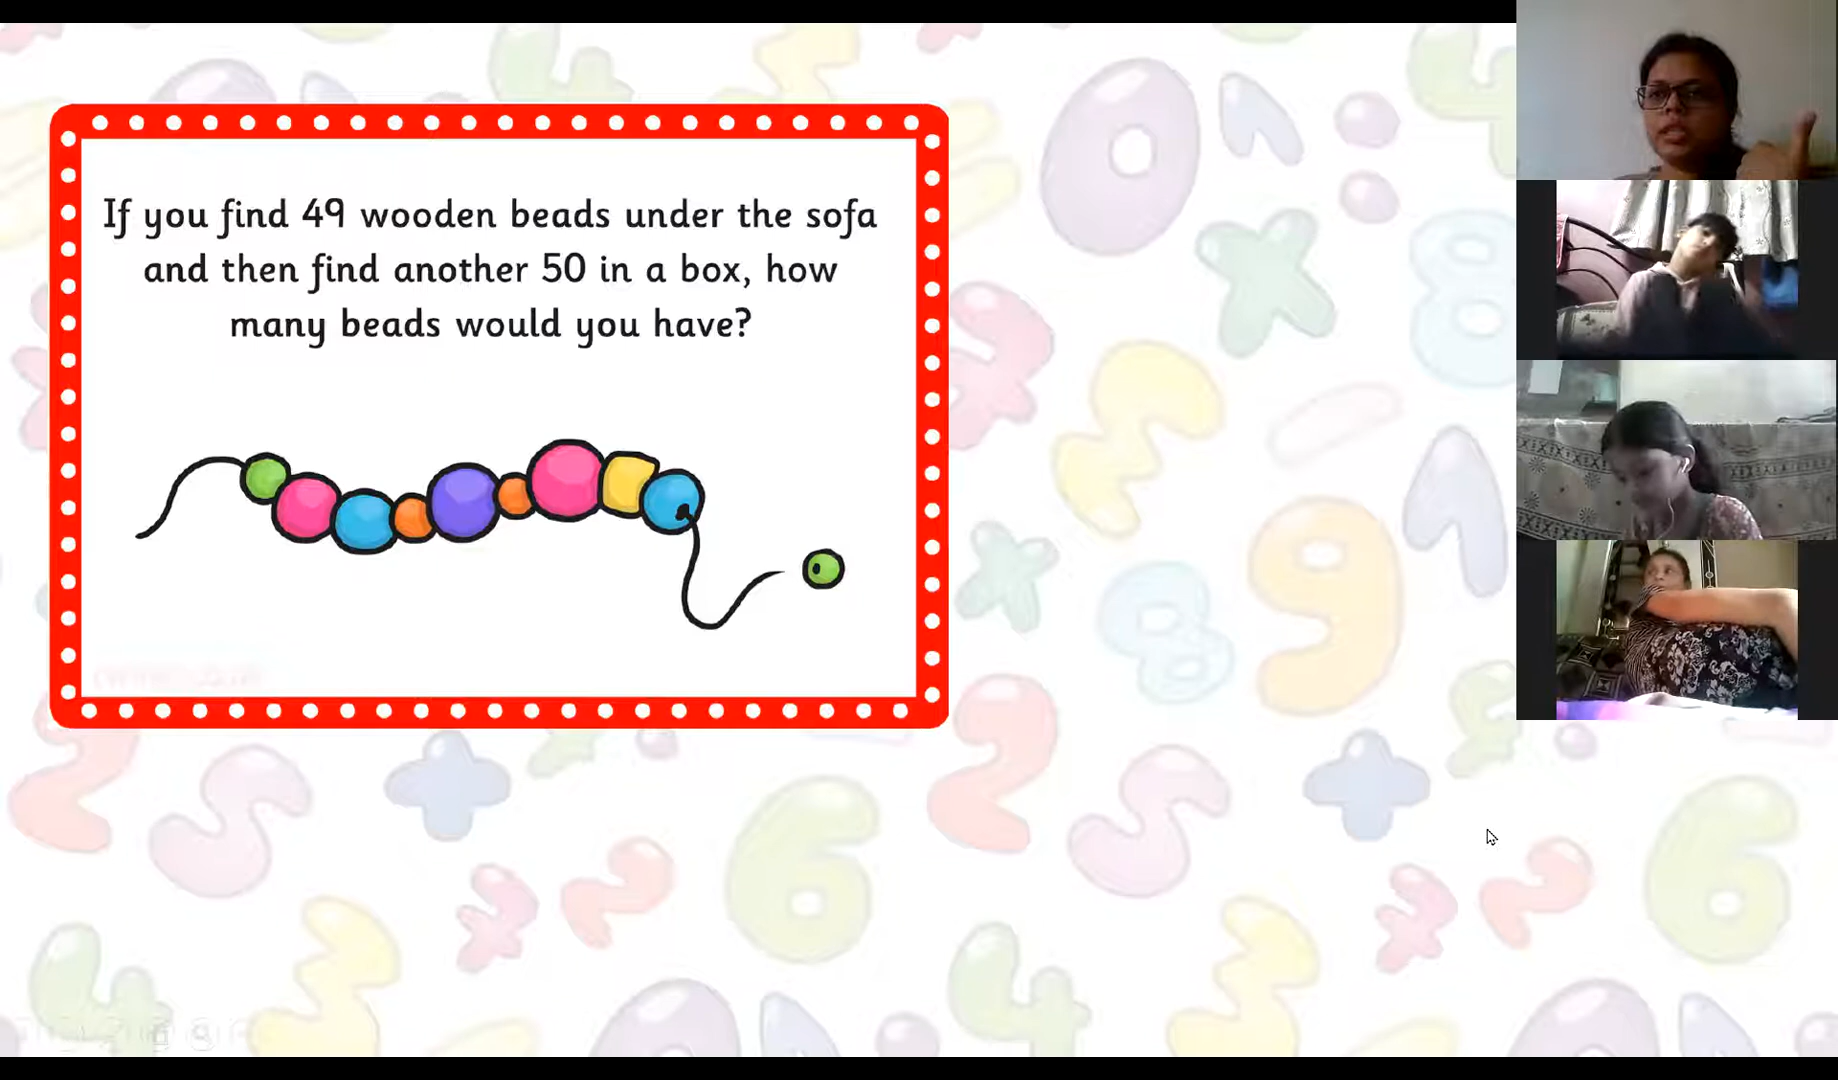 If you find 49 wooden beads under the sofa
and then find another 50 in a box, how
many beads would you have?